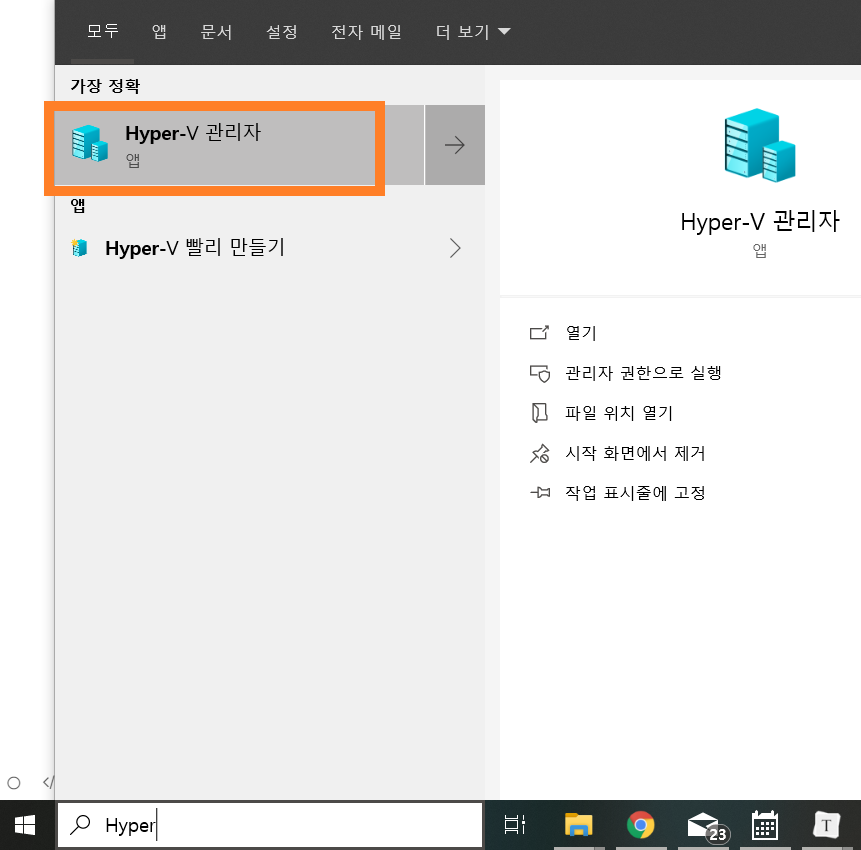 모두 앱 문서 설정 전자 메일 더 보기
가장 정확
Hyper-V 관리자
앱
앱
Hyper-V 빨리 만들기
Hyper-V 관리자
앱
열기
관리자 권한으로 실행
파일 위치 열기
시작 화면에서 제거
작업 표시줄에 고정
</
Hyper
23
T